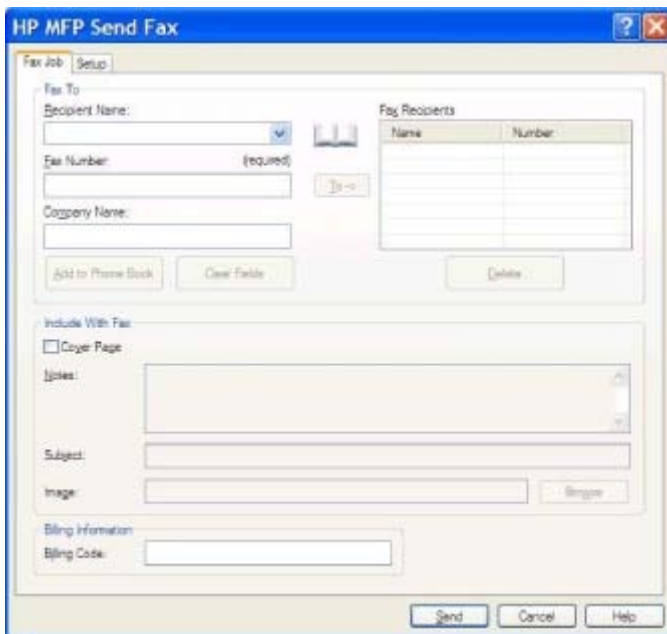 HP MFP Send Fax
Fax Job Setup
Fax To
Recipient Name:
Fax Recipients
Name Number
Fax Number (required)
To ->
Company Name:
Add to Phone Book Clear Fields Delete
Include With Fax
Cover Page
Notes:
Subject:
Image: Browse
Billing Information
Billing Code:
Send Cancel Help